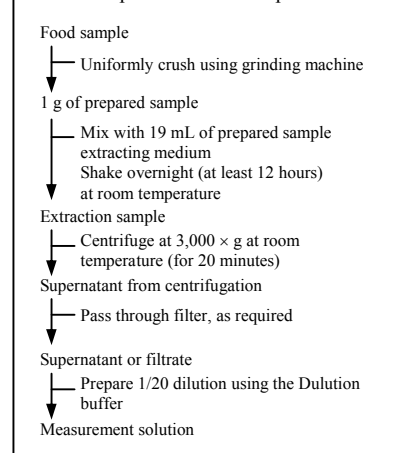 Food sample
Uniformly crush using grinding machine
1 g of prepared sample
Mix with 19 mL of prepared sample
extracting medium
Shake overnight (at least 12 hours)
at room temperature
Extraction sample
Centrifuge at 3,000 × g at room
temperature (for 20 minutes)
Supernatant from centrifugation
Pass through filter, as required
Supernatant or filtrate
Prepare 1/20 dilution using the Dulution
buffer
Measurement solution